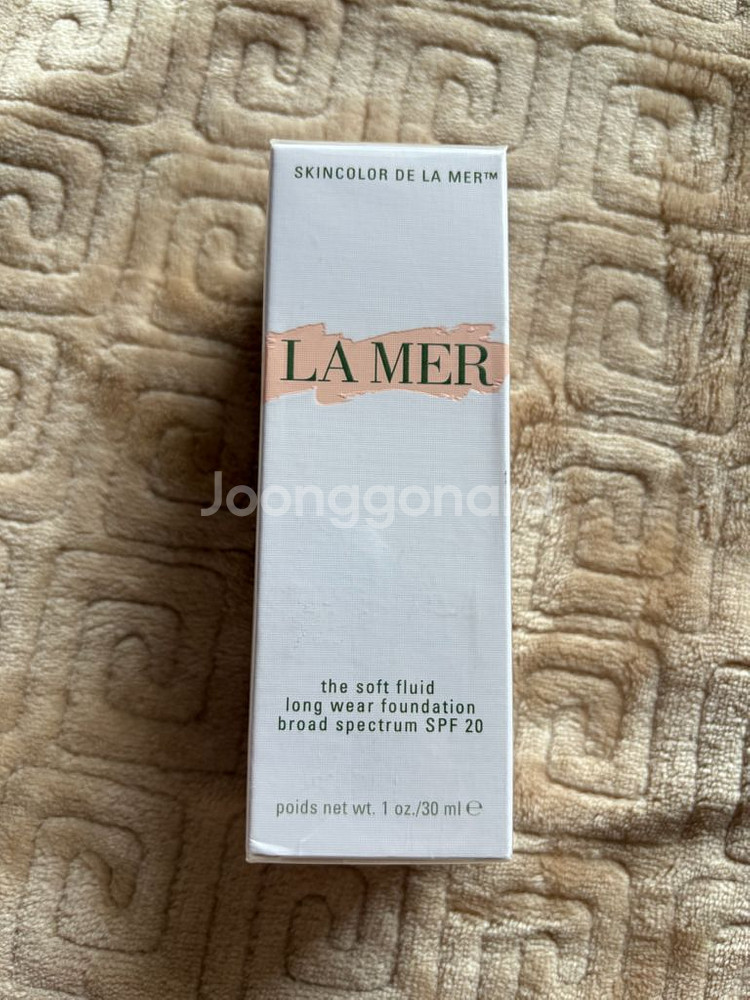 SKINCOLOR DE LA MER™
LA MER
Joonggonara
the soft fluid
long wear foundation
broad spectrum SPF 20
poids net wt. 1 oz./30 ml ℮